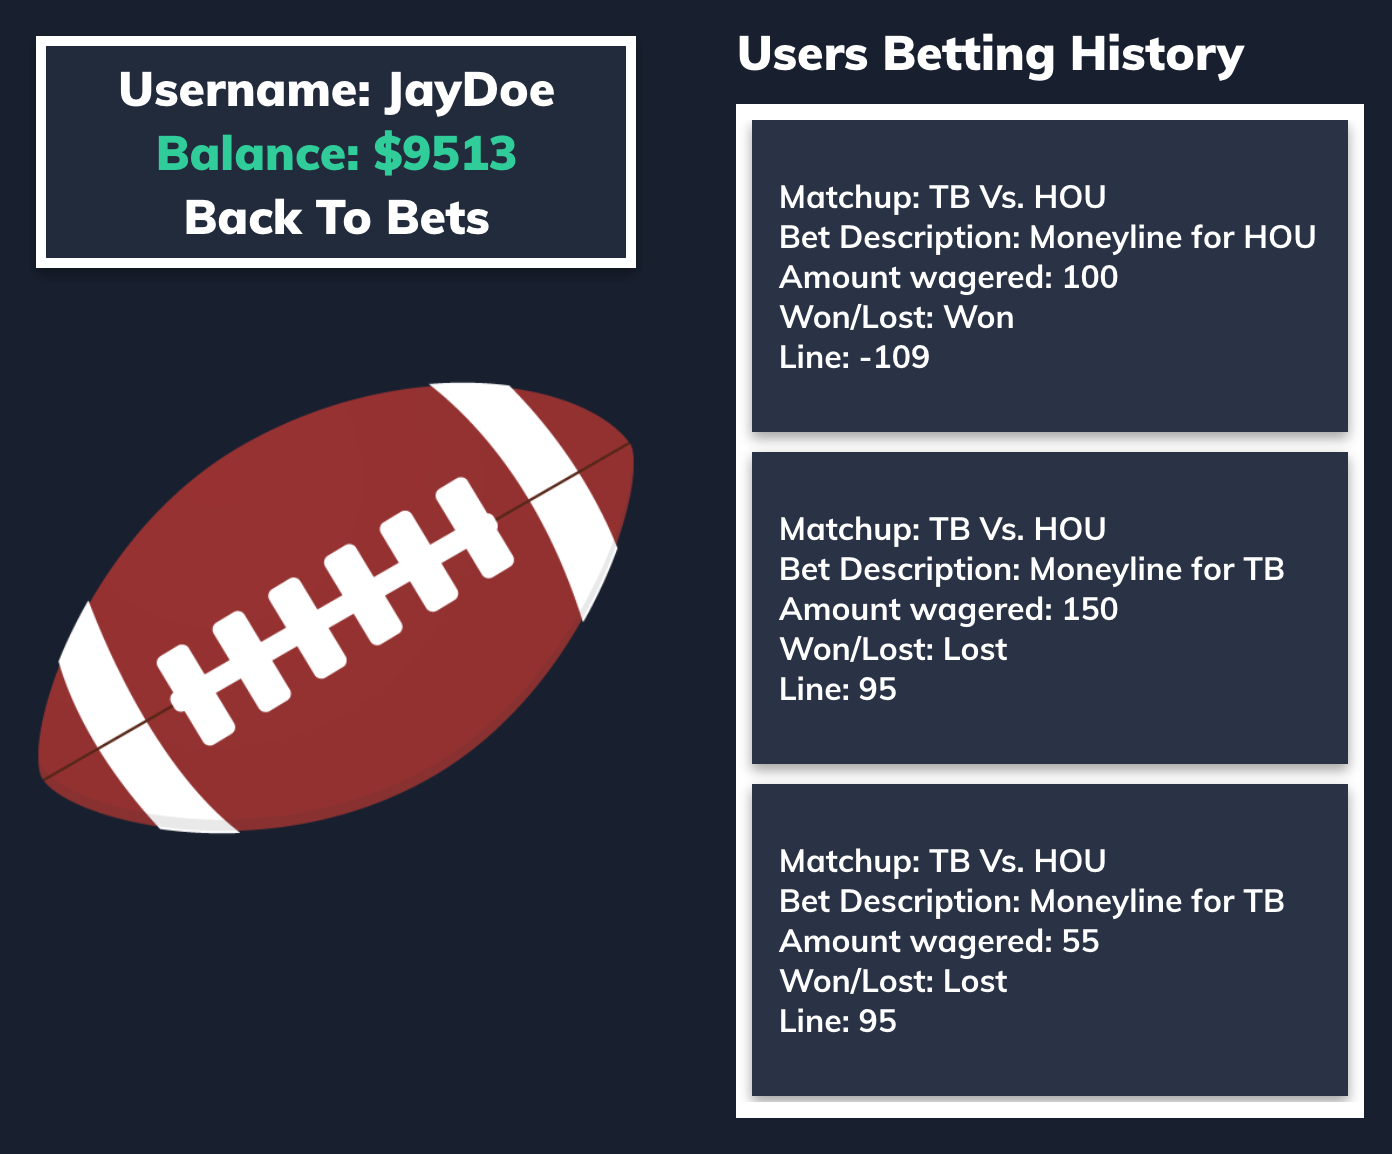 Username: JayDoe
Balance: $9513
Back To Bets
Users Betting History
Matchup: TB Vs. HOU
Bet Description: Moneyline for HOU
Amount wagered: 100
Won/Lost: Won
Line: -109
Matchup: TB Vs. HOU
Bet Description: Moneyline for TB
Amount wagered: 150
Won/Lost: Lost
Line: 95
Matchup: TB Vs. HOU
Bet Description: Moneyline for TB
Amount wagered: 55
Won/Lost: Lost
Line: 95